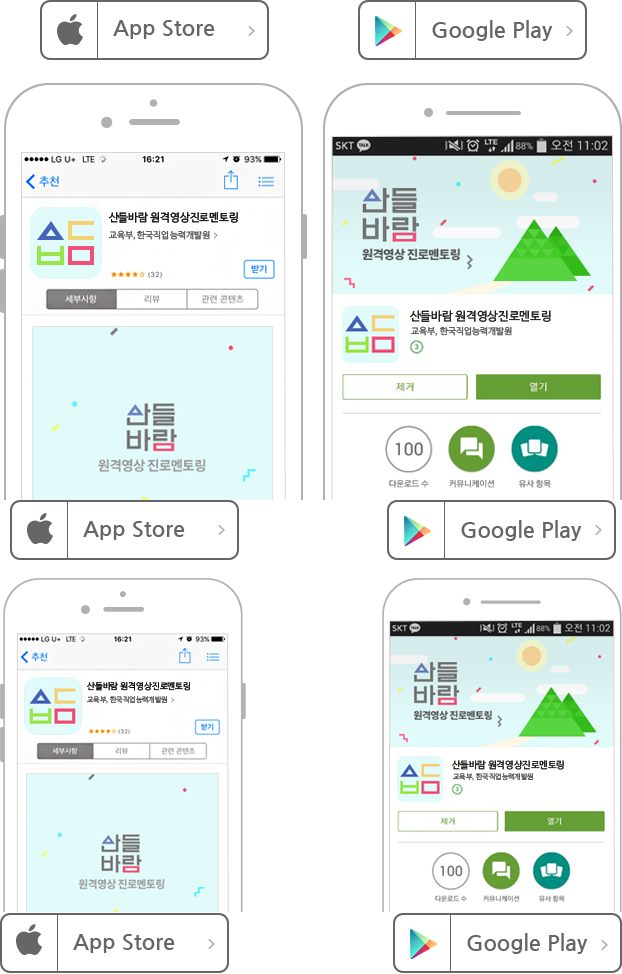 App Store >
Google Play >
●●●●● LG U+ LTE 16:21 93%
추천
산들바람 원격영상진로멘토링
교육부, 한국직업능력개발원 >
★★★★☆ (32)
받기
세부사항 리뷰 관련 콘텐츠
산들
바람
원격영상 진로멘토링
SKT TALK LTE 88% 오전 11:02
산들
바람
원격영상 진로멘토링
산들바람 원격영상진로멘토링
교육부, 한국직업능력개발원
3
제거 열기
100
다운로드 수 커뮤니케이션 유사 항목
App Store >
Google Play >
●●●●● LG U+ LTE 16:21 93%
추천
산들바람 원격영상진로멘토링
교육부, 한국직업능력개발원 >
★★★★☆ (32)
받기
세부사항 리뷰 관련 콘텐츠
산들
바람
원격영상 진로멘토링
SKT TALK LTE 88% 오전 11:02
산들
바람
원격영상 진로멘토링
산들바람 원격영상진로멘토링
교육부, 한국직업능력개발원
3
제거 열기
100
다운로드 수 커뮤니케이션 유사 항목
App Store >
Google Play >